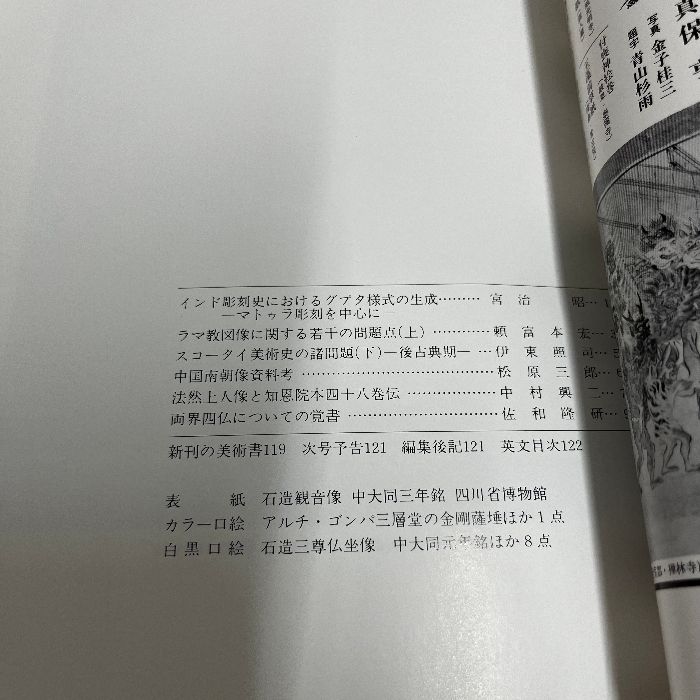 インド彫刻史におけるグプタ様式の生成………宮治 昭…
―マトゥラ彫刻を中心に―
ラマ教図像に関する若干の問題点(上)…………頼富本宏…
スコータイ美術史の諸問題(下)―後古典期―…伊東照司…
中国南朝像資料考………………………………松原三郎…
法然上人像と知恩院本四十八巻伝………………中村興二…
両界四仏についての覚書…………………………佐和隆研…
新刊の美術書119 次号予告121 編集後記121 英文目次122
表 紙 石造観音像 中大同三年銘 四川省博物館
カラー口絵 アルチ・ゴンパ三層堂の金剛薩埵ほか1点
白黒口絵 石造三尊仏坐像 中大同元年銘ほか8点
真保
写真 金子桂三
題字 青山杉雨
禅林寺